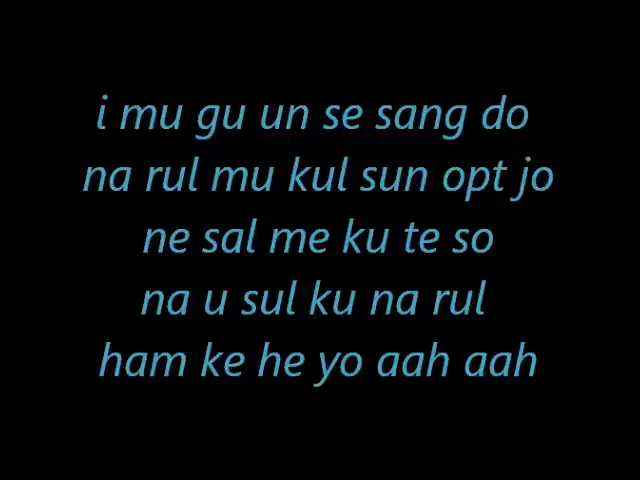 i mu gu un se sang do
na rul mu kul sun opt jo
ne sal me ku te so
na u sul ku na rul
ham ke he yo aah aah